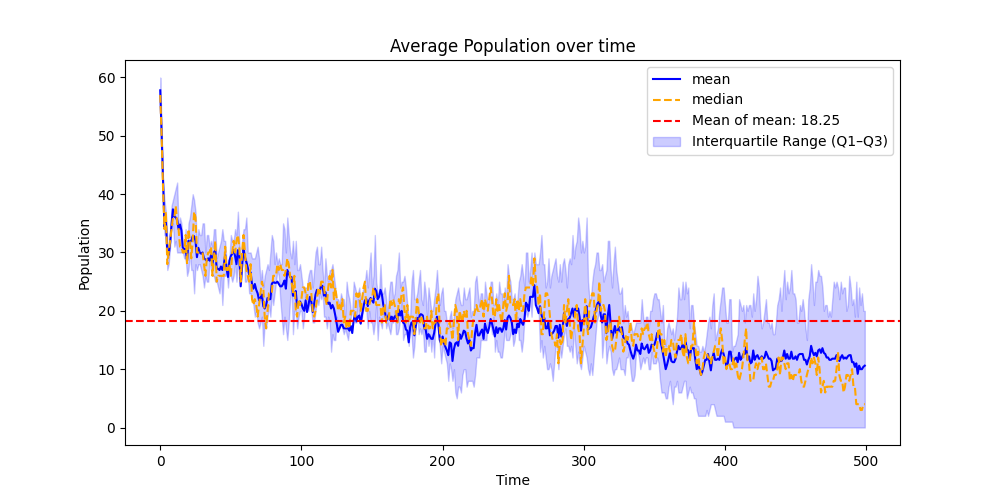 Average Population over time
mean
median
Mean of mean: 18.25
Interquartile Range (Q1–Q3)
Population
60
50
40
30
20
10
0
0
100
200
300
400
500
Time